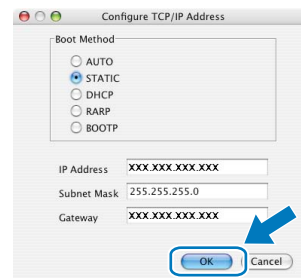 Configure TCP/IP Address
Boot Method
AUTO
STATIC
DHCP
RARP
BOOTP
IP Address XXX.XXX.XXX.XXX
Subnet Mask 255.255.255.0
Gateway XXX.XXX.XXX.XXX
OK Cancel